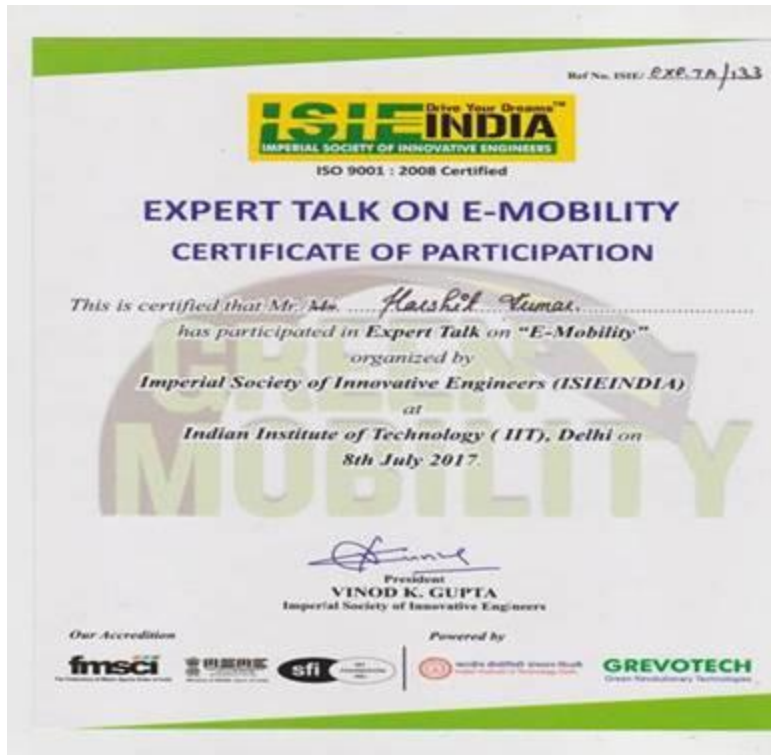 Ref No. ISIE/ EXP.TA/133
Drive Your Dreams™
ISIE INDIA
IMPERIAL SOCIETY OF INNOVATIVE ENGINEERS
ISO 9001 : 2008 Certified
EXPERT TALK ON E-MOBILITY
CERTIFICATE OF PARTICIPATION
This is certified that Mr. Ms. Harshit Kumar.
has participated in Expert Talk on "E-Mobility"
organized by
Imperial Society of Innovative Engineers (ISIEINDIA)
at
Indian Institute of Technology ( IIT), Delhi on
8th July 2017.
GREEN
MOBILITY
President
VINOD K. GUPTA
Imperial Society of Innovative Engineers
Our Accredition
Powered by
fmsci
sfi
GREVOTECH
Green Revolutionary Technologies